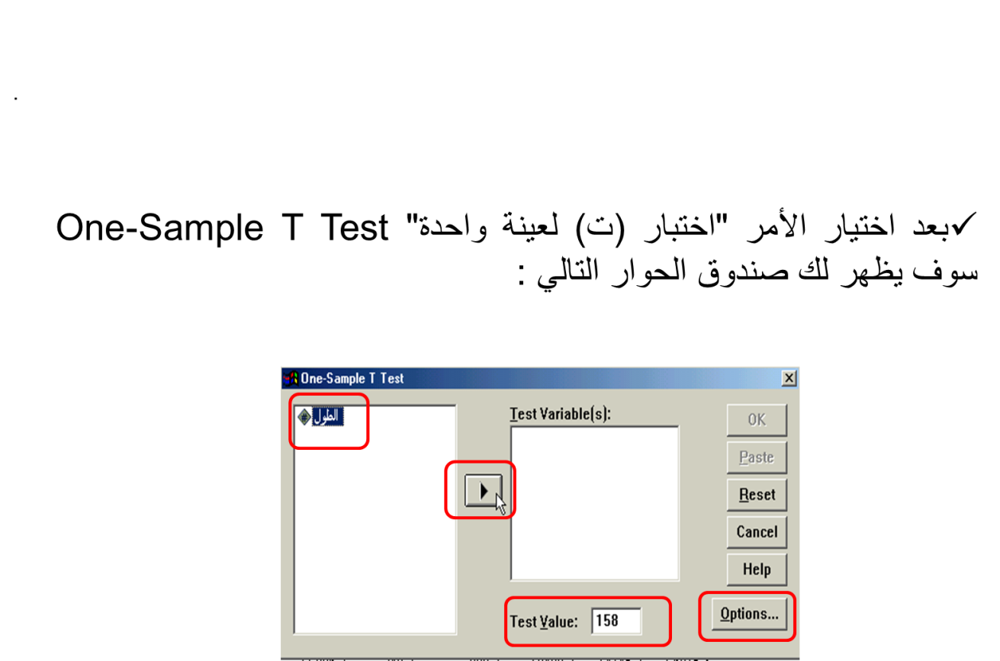 .
✓بعد اختيار الأمر "اختبار (ت) لعينة واحدة" One-Sample T Test
سوف يظهر لك صندوق الحوار التالي :
One-Sample T Test
الطول
Test Variable(s):
OK
Paste
Reset
Cancel
Help
Test Value: 158
Options...